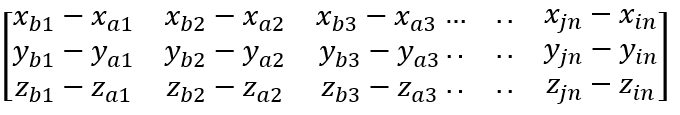 [x_{b1} − x_{a1} x_{b2} − x_{a2} x_{b3} − x_{a3} ... .. x_{jn} − x_{in}
y_{b1} − y_{a1} y_{b2} − y_{a2} y_{b3} − y_{a3} .. .. y_{jn} − y_{in}
z_{b1} − z_{a1} z_{b2} − z_{a2} z_{b3} − z_{a3} .. .. z_{jn} − z_{in}]